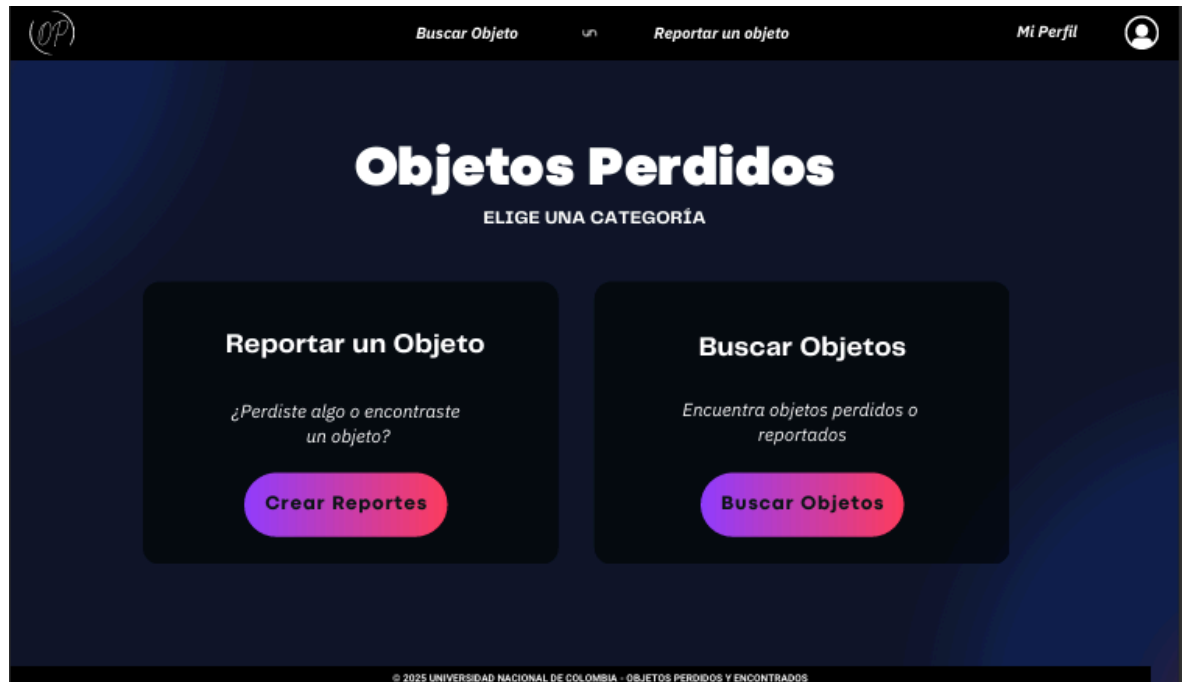 OP
Buscar Objeto
un
Reportar un objeto
Mi Perfil
Objetos Perdidos
ELIGE UNA CATEGORÍA
Reportar un Objeto
¿Perdiste algo o encontraste
un objeto?
Crear Reportes
Buscar Objetos
Encuentra objetos perdidos o
reportados
Buscar Objetos
© 2025 UNIVERSIDAD NACIONAL DE COLOMBIA - OBJETOS PERDIDOS Y ENCONTRADOS